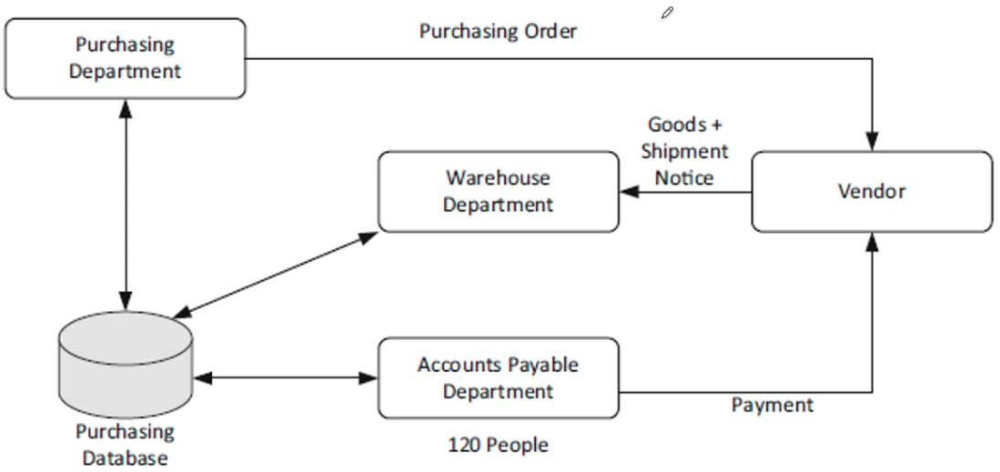 Purchasing Order
Purchasing
Department
Goods +
Shipment
Notice
Warehouse
Department
Vendor
Accounts Payable
Department
Payment
Purchasing
Database
120 People